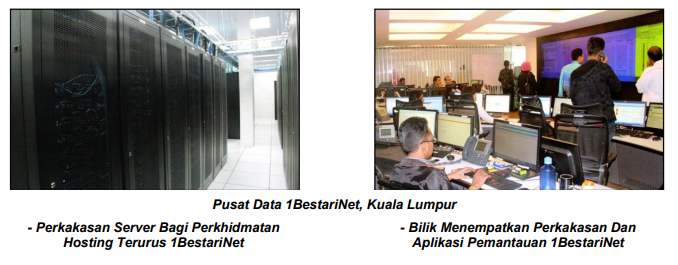 Pusat Data 1BestariNet, Kuala Lumpur
- Perkakasan Server Bagi Perkhidmatan
Hosting Terurus 1BestariNet
- Bilik Menempatkan Perkakasan Dan
Aplikasi Pemantauan 1BestariNet